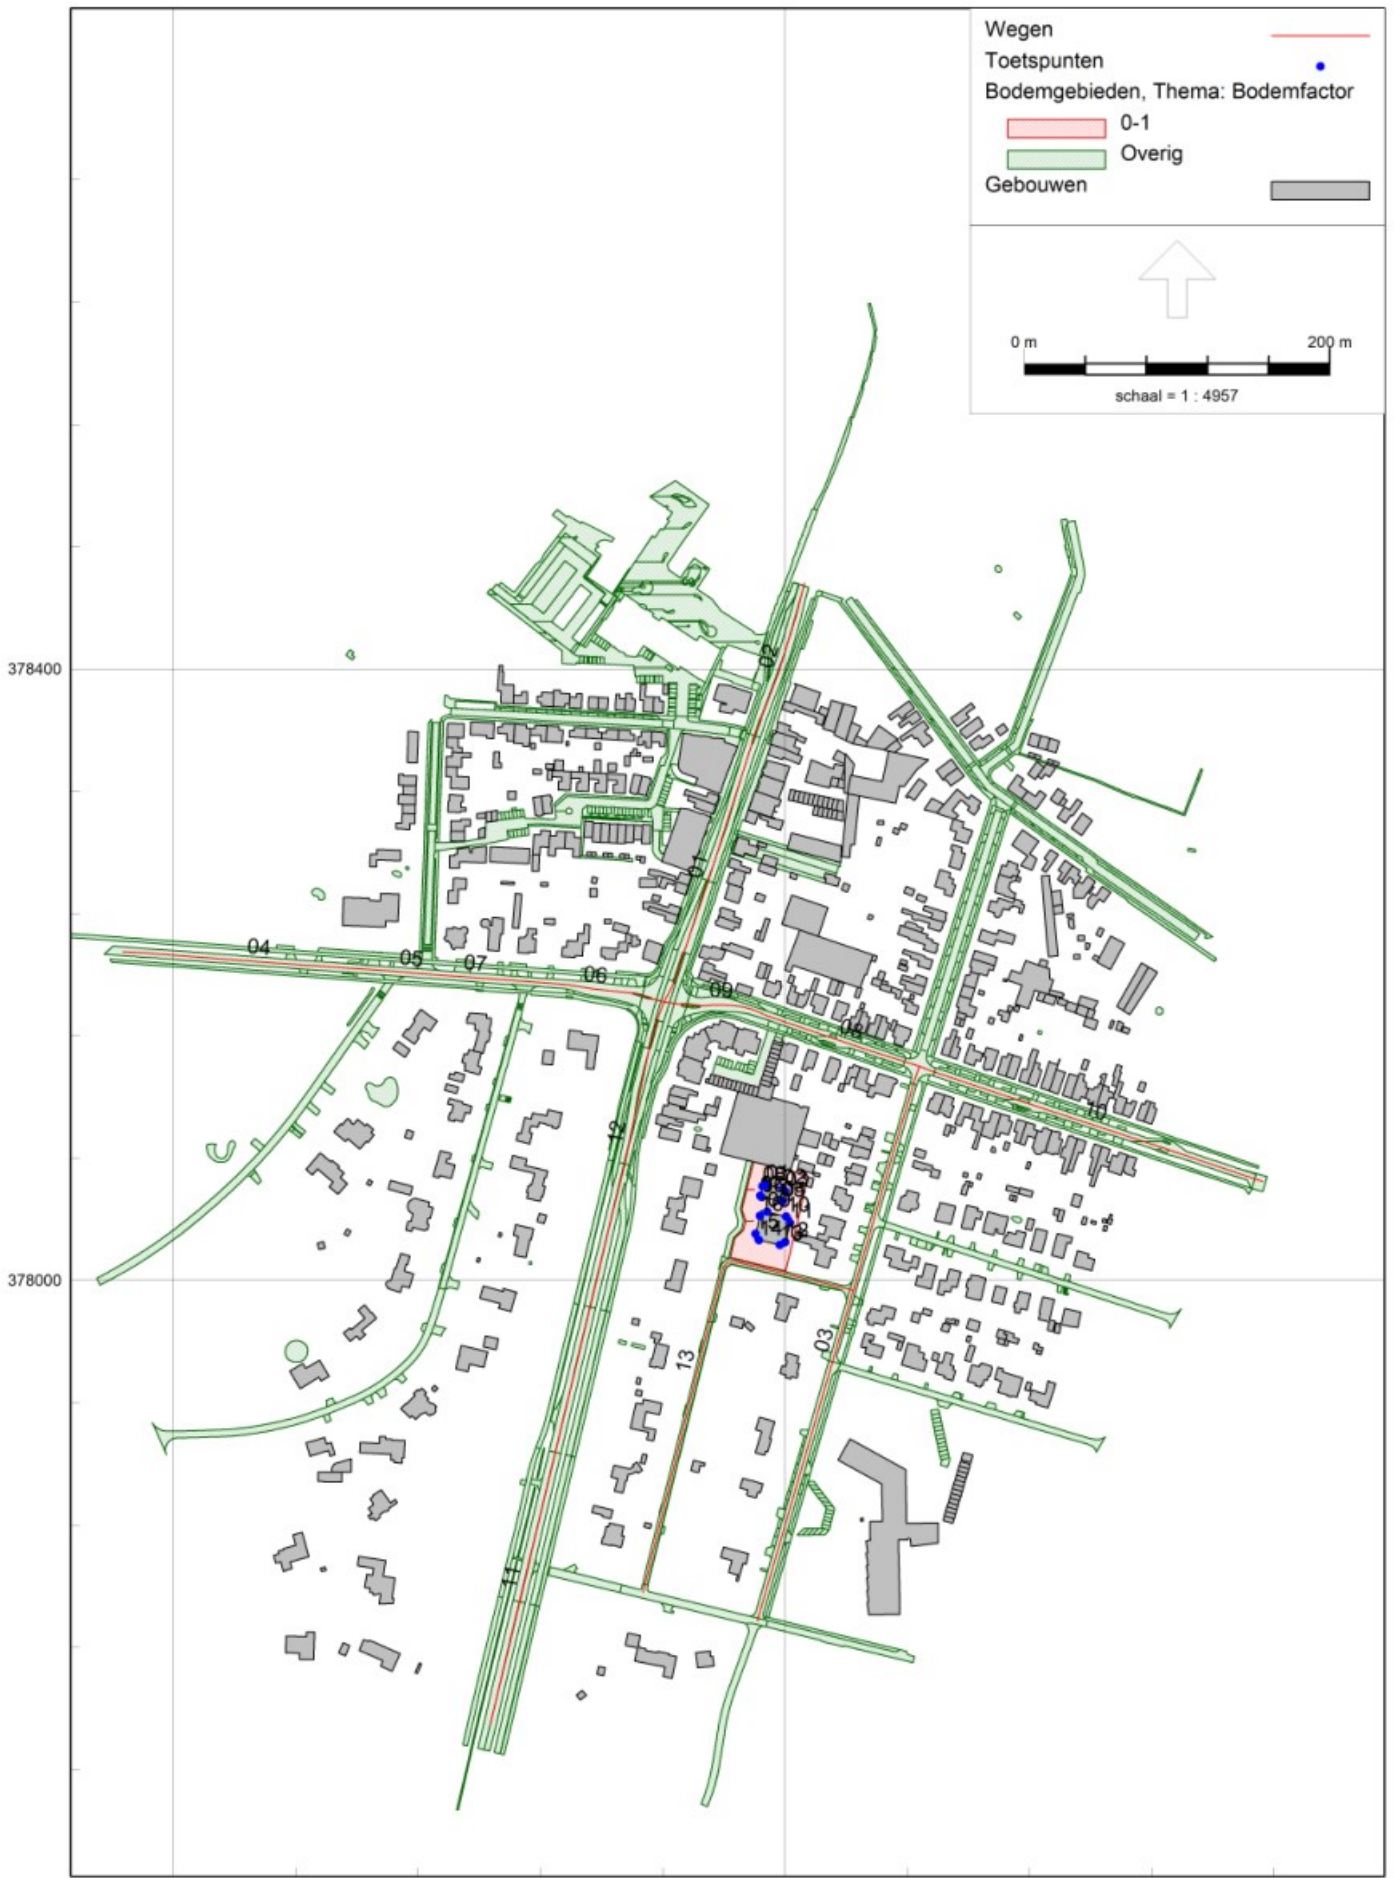 Wegen
Toetspunten
Bodemgebieden, Thema: Bodemfactor
0-1
Overig
Gebouwen
0 m 200 m
schaal = 1 : 4957
02
378400
01
04
05
07
06
09
08
10
12
378000
03
13
11